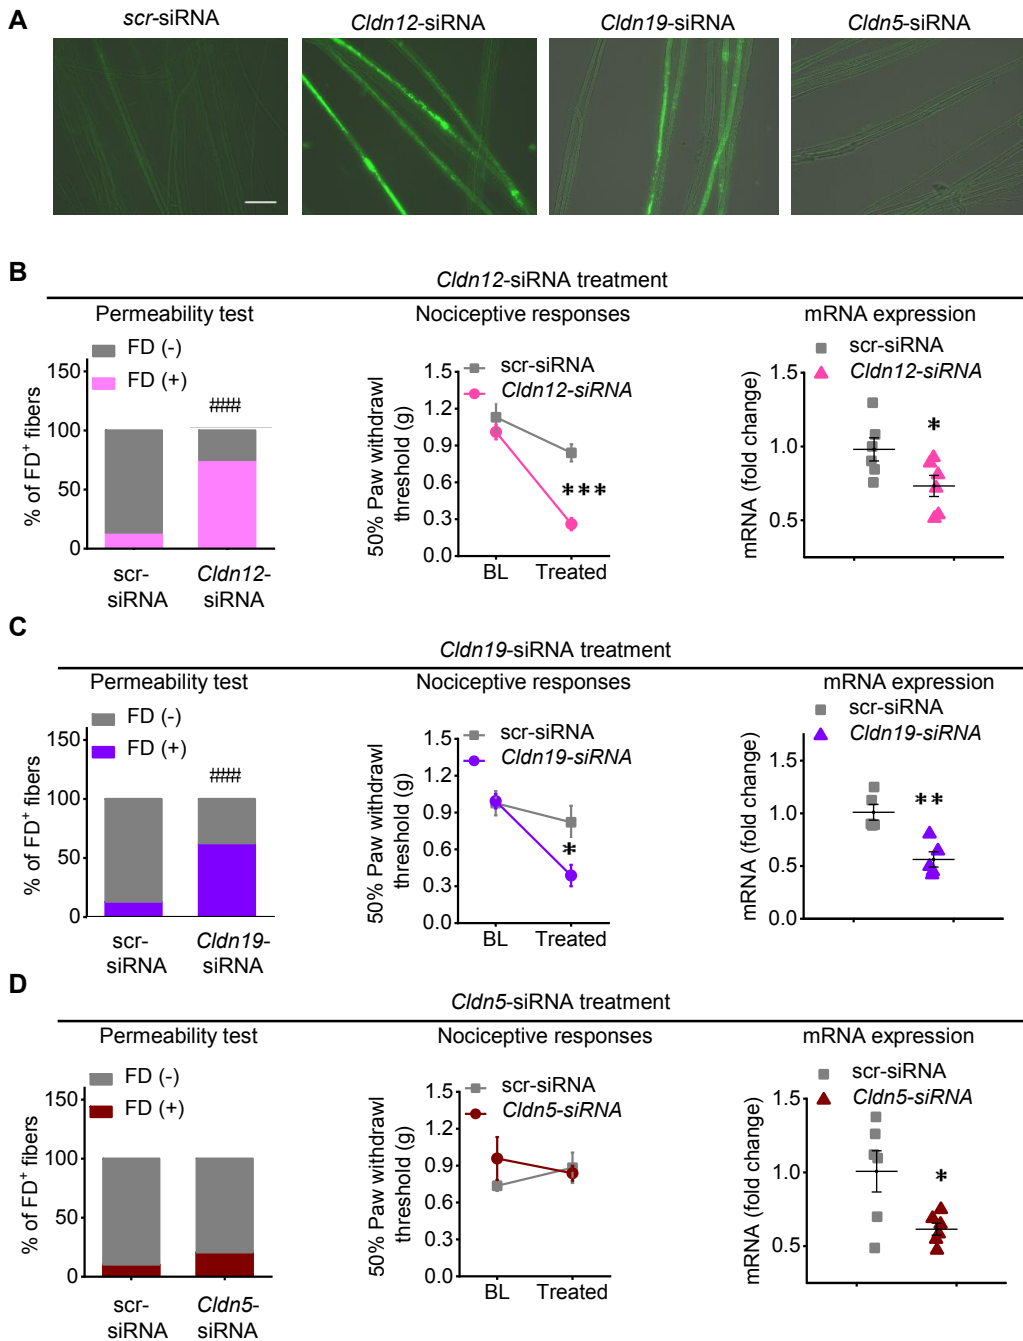 A
scr-siRNA
Cldn12-siRNA
Cldn19-siRNA
Cldn5-siRNA
B
Cldn12-siRNA treatment
Permeability test
Nociceptive responses
mRNA expression
FD (-)
FD (+)
% of FD+ fibers
150
100
50
0
###
scr-
siRNA
Cldn12-
siRNA
scr-siRNA
Cldn12-siRNA
50% Paw withdrawl
threshold (g)
1.5
1.2
0.9
0.6
0.3
0.0
***
BL
Treated
scr-siRNA
Cldn12-siRNA
mRNA (fold change)
1.5
1.0
0.5
*
C
Cldn19-siRNA treatment
Permeability test
Nociceptive responses
mRNA expression
FD (-)
FD (+)
% of FD+ fibers
150
100
50
0
###
scr-
siRNA
Cldn19-
siRNA
scr-siRNA
Cldn19-siRNA
50% Paw withdrawl
threshold (g)
1.5
1.2
0.9
0.6
0.3
0.0
*
BL
Treated
scr-siRNA
Cldn19-siRNA
mRNA (fold change)
1.5
1.0
0.5
0.0
**
D
Cldn5-siRNA treatment
Permeability test
Nociceptive responses
mRNA expression
FD (-)
FD (+)
% of FD+ fibers
150
100
50
0
scr-
siRNA
Cldn5-
siRNA
scr-siRNA
Cldn5-siRNA
50% Paw withdrawl
threshold (g)
1.5
1.2
0.9
0.6
0.3
0.0
BL
Treated
scr-siRNA
Cldn5-siRNA
mRNA (fold change)
1.5
1.0
0.5
*